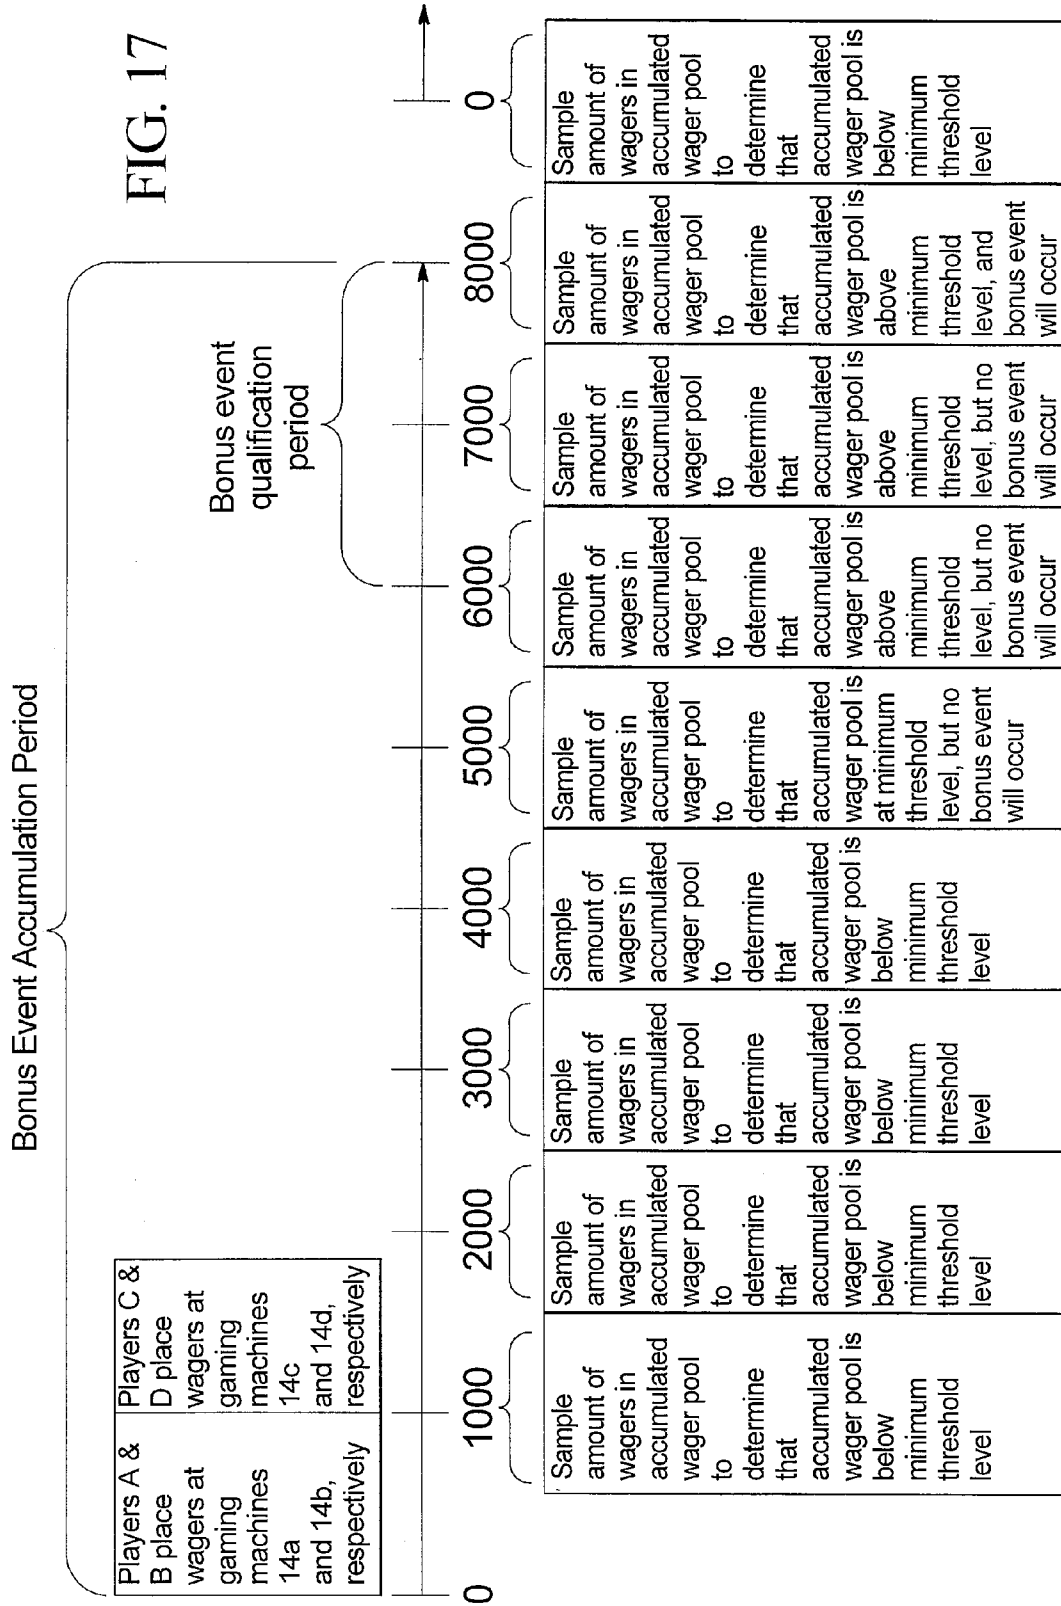 FIG. 17
Bonus Event Accumulation Period
Bonus event
qualification
period
Players A &
B place
wagers at
gaming
machines
14a
and 14b,
respectively
Players C &
D place
wagers at
gaming
machines
14c
and 14d,
respectively
0
1000
2000
3000
4000
5000
6000
7000
8000
0
Sample
amount of
wagers in
accumulated
wager pool
to
determine
that
accumulated
wager pool is
below
minimum
threshold
level
Sample
amount of
wagers in
accumulated
wager pool
to
determine
that
accumulated
wager pool is
below
minimum
threshold
level
Sample
amount of
wagers in
accumulated
wager pool
to
determine
that
accumulated
wager pool is
below
minimum
threshold
level
Sample
amount of
wagers in
accumulated
wager pool
to
determine
that
accumulated
wager pool is
below
minimum
threshold
level
Sample
amount of
wagers in
accumulated
wager pool
to
determine
that
accumulated
wager pool is
at minimum
threshold
level, but no
bonus event
will occur
Sample
amount of
wagers in
accumulated
wager pool
to
determine
that
accumulated
wager pool is
above
minimum
threshold
level, but no
bonus event
will occur
Sample
amount of
wagers in
accumulated
wager pool
to
determine
that
accumulated
wager pool is
above
minimum
threshold
level, but no
bonus event
will occur
Sample
amount of
wagers in
accumulated
wager pool
to
determine
that
accumulated
wager pool is
above
minimum
threshold
level, and
bonus event
will occur
Sample
amount of
wagers in
accumulated
wager pool
to
determine
that
accumulated
wager pool is
below
minimum
threshold
level